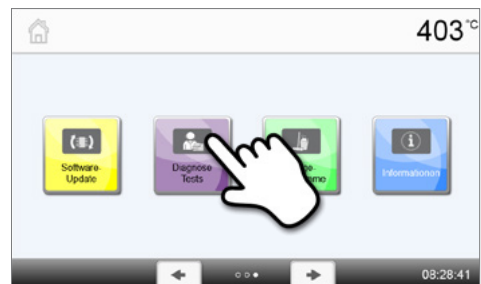 403°C
Software-
Update
Diagnose
Tests
Informationen
08:28:41